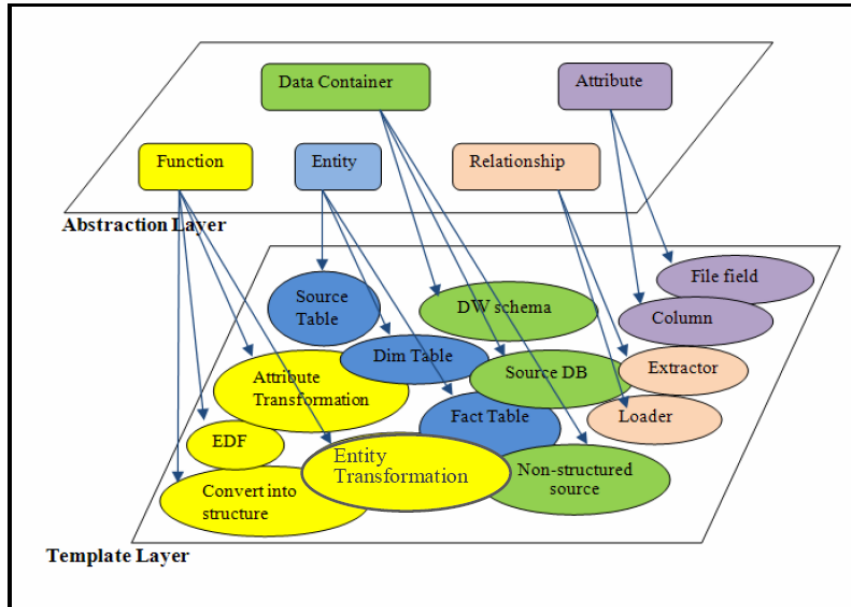 Data Container
Attribute
Function
Entity
Relationship
Abstraction Layer
File field
Source
Table
DW schema
Column
Dim Table
Source DB
Extractor
Attribute
Transformation
Fact Table
Loader
EDF
Entity
Transformation
Non-structured
source
Convert into
structure
Template Layer